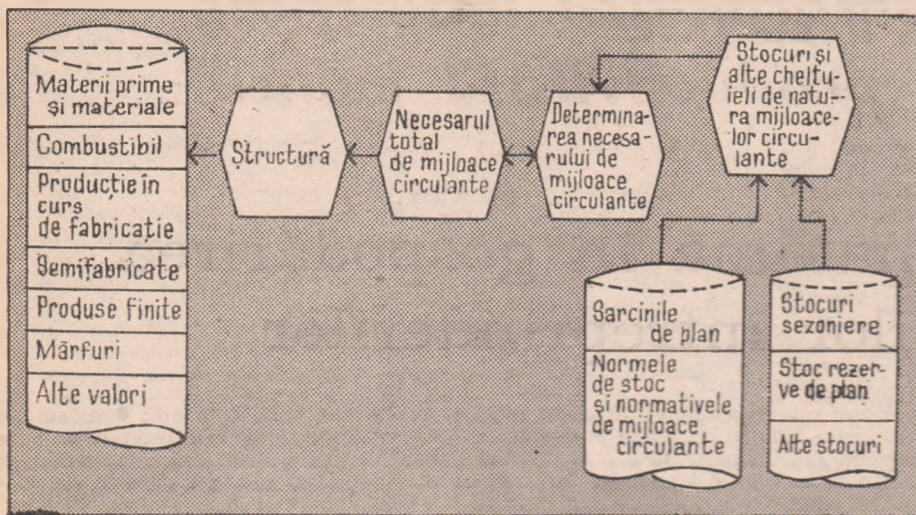 Materii prime
și materiale
Combustibil
Producție în
curs
de fabricație
Semifabricate
Produse finite
Mărfuri
Alte valori
Structură
Necesarul
total
de mijloace
circulante
Determina-
rea necesa-
rului de
mijloace
circulante
Stocuri și
alte cheltu-
ieli de natu-
ra mijloace-
lor circu-
lante
Sarcinile
de plan
Normele
de stoc
și normativele
de mijloace
circulante
Stocuri
sezoniere
Stoc rezer-
ve de plan
Alte stocuri